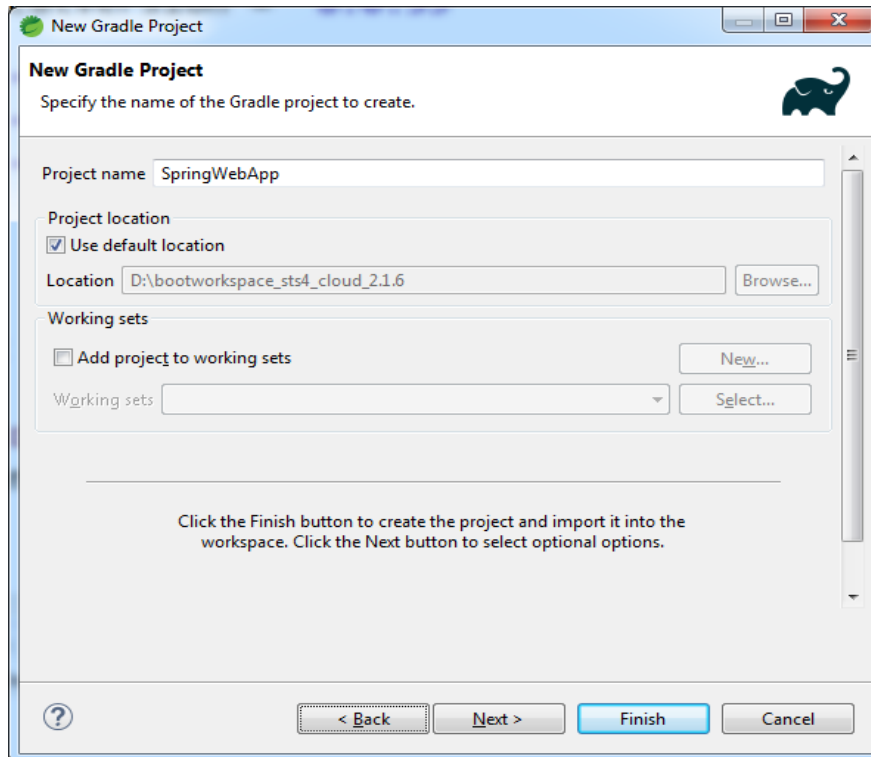 New Gradle Project
New Gradle Project
Specify the name of the Gradle project to create.
Project name SpringWebApp
Project location
Use default location
Location D:\bootworkspace_sts4_cloud_2.1.6 Browse...
Working sets
Add project to working sets New...
Working sets Select...
Click the Finish button to create the project and import it into the
workspace. Click the Next button to select optional options.
? < Back Next > Finish Cancel